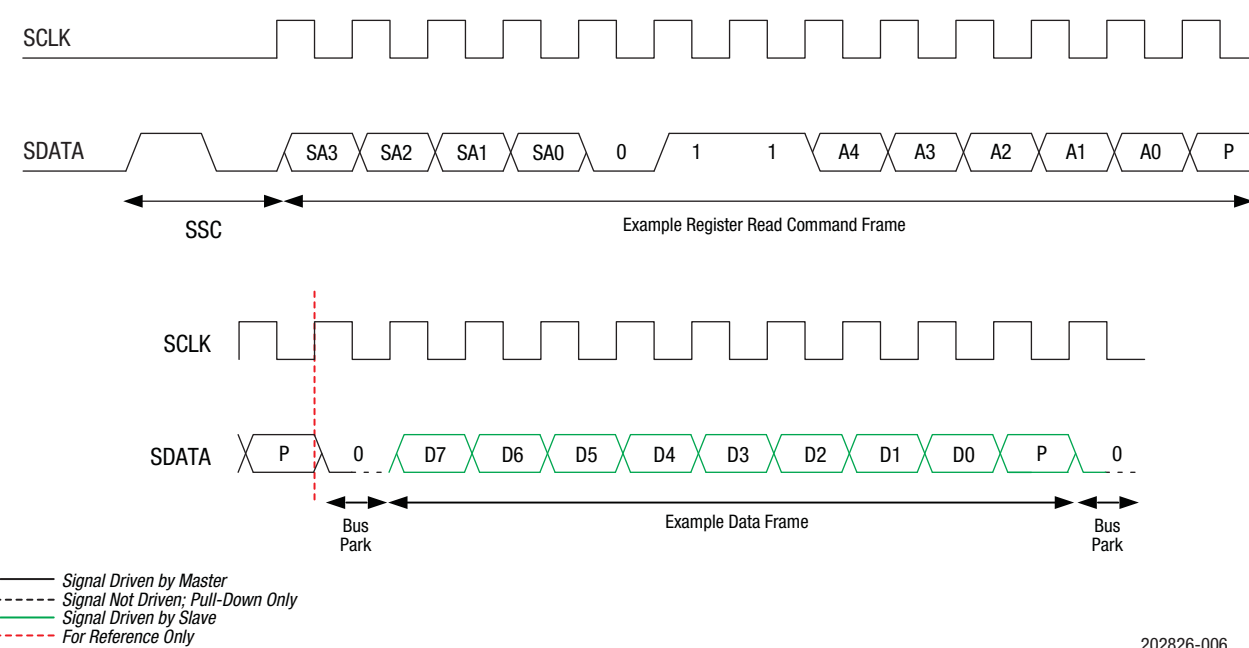 SCLK
SDATA SA3 SA2 SA1 SA0 0 1 1 A4 A3 A2 A1 A0 P
SSC
Example Register Read Command Frame
SCLK
SDATA P 0 D7 D6 D5 D4 D3 D2 D1 D0 P 0
Bus
Park
Example Data Frame
Bus
Park
Signal Driven by Master
Signal Not Driven; Pull-Down Only
Signal Driven by Slave
For Reference Only
202826-006